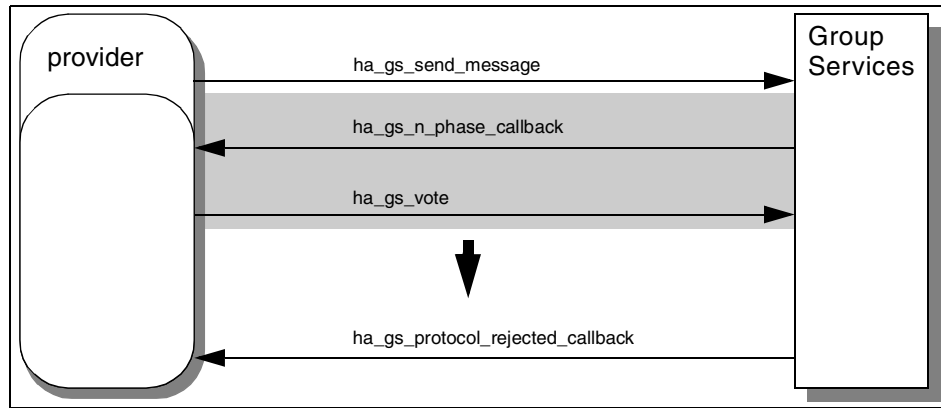 provider
Group
Services
ha_gs_send_message
ha_gs_n_phase_callback
ha_gs_vote
ha_gs_protocol_rejected_callback